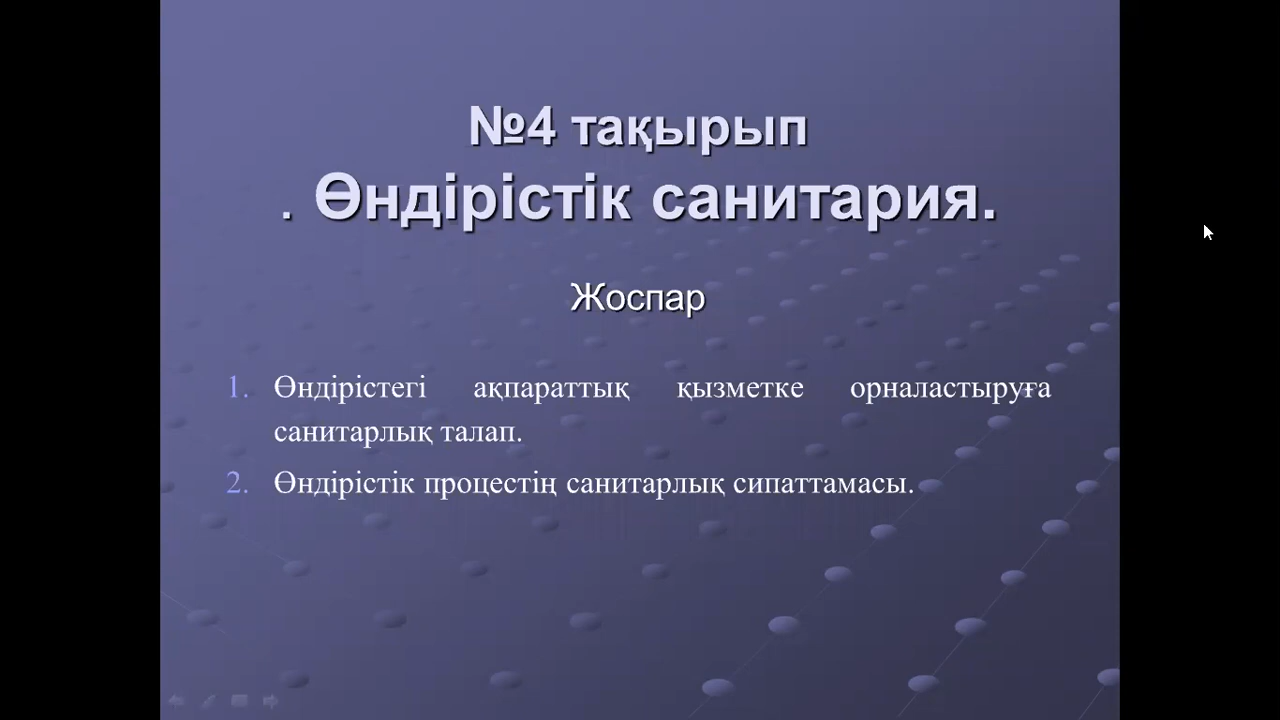 №4 тақырып
. Өндірістік санитария.
Жоспар
1. Өндірістегі ақпараттық қызметке орналастыруға
санитарлық талап.
2. Өндірістік процестің санитарлық сипаттамасы.